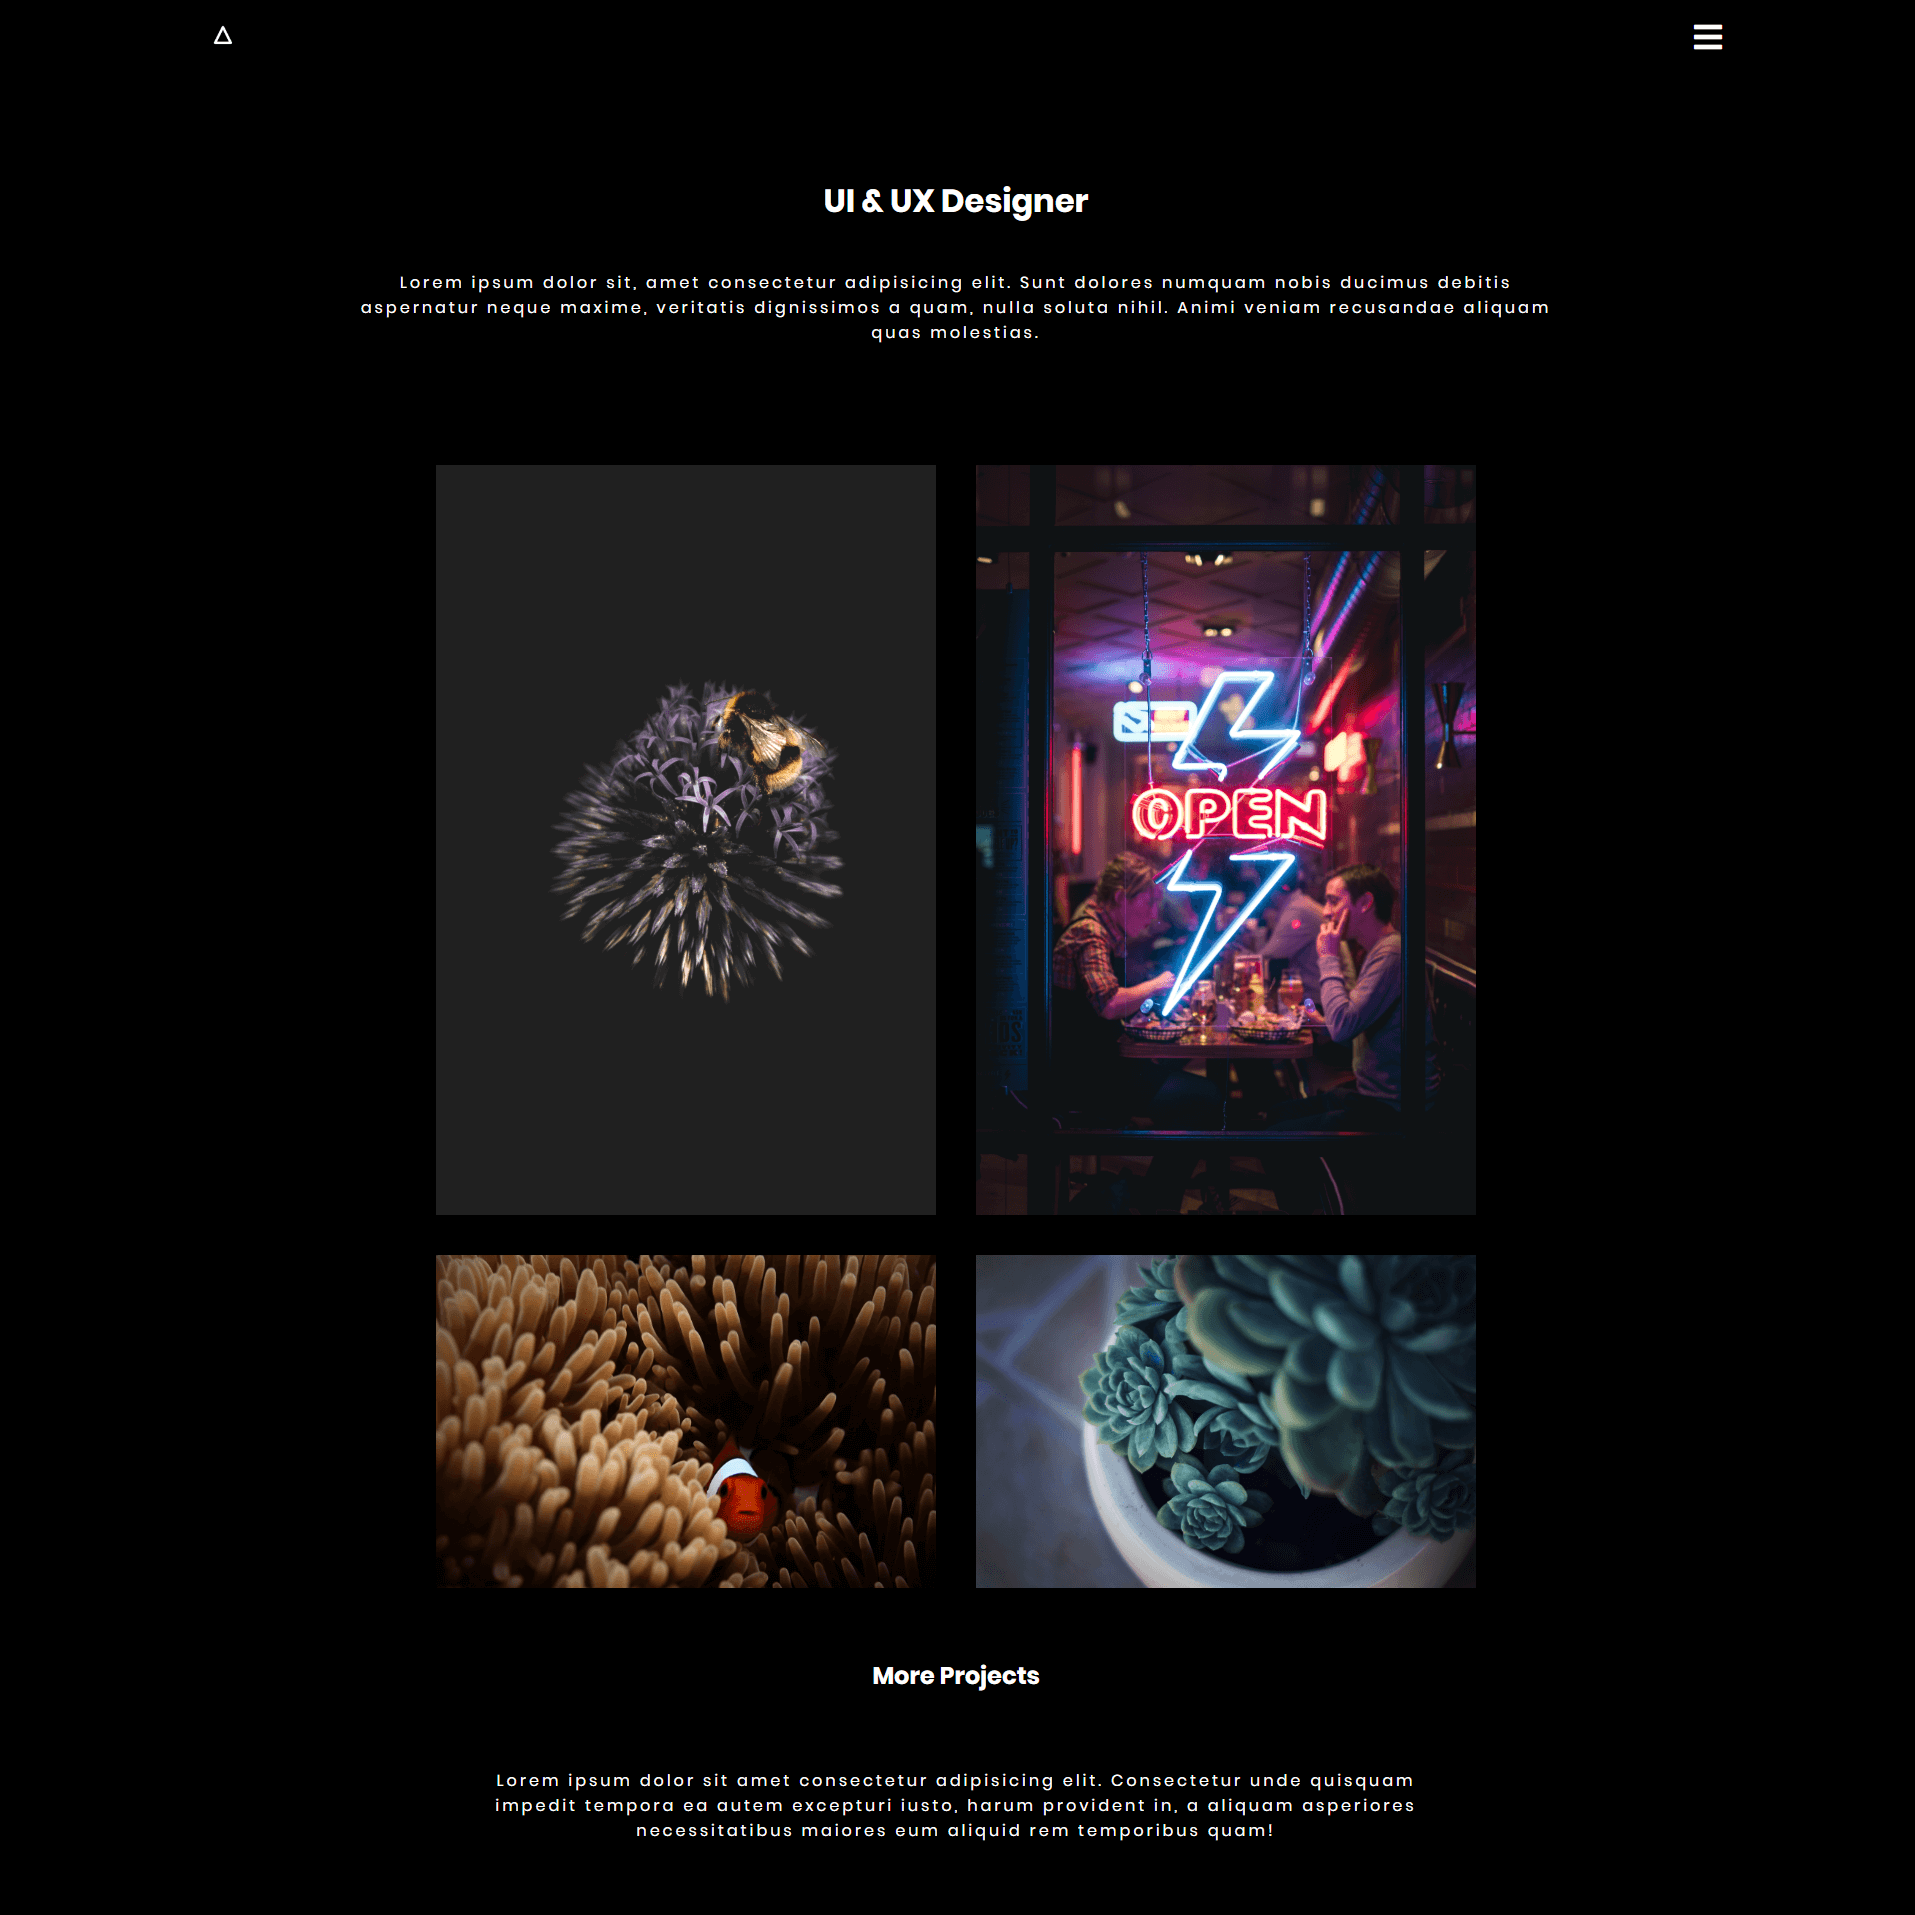 UI & UX Designer
Lorem ipsum dolor sit, amet consectetur adipisicing elit. Sunt dolores numquam nobis ducimus debitis
aspernatur neque maxime, veritatis dignissimos a quam, nulla soluta nihil. Animi veniam recusandae aliquam
quas molestias.
OPEN
More Projects
Lorem ipsum dolor sit amet consectetur adipisicing elit. Consectetur unde quisquam
impedit tempora ea autem excepturi iusto, harum provident in, a aliquam asperiores
necessitatibus maiores eum aliquid rem temporibus quam!